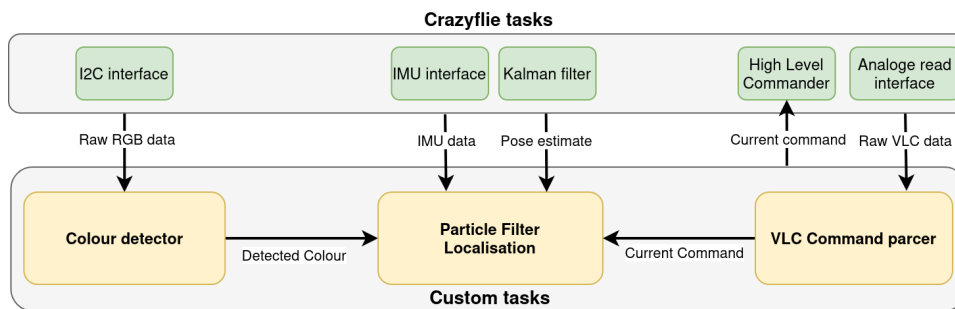 Crazyflie tasks
I2C interface
IMU interface
Kalman filter
High Level
Commander
Analoge read
interface
Raw RGB data
IMU data
Pose estimate
Current command
Raw VLC data
Colour detector
Particle Filter
Localisation
VLC Command parcer
Detected Colour
Current Command
Custom tasks